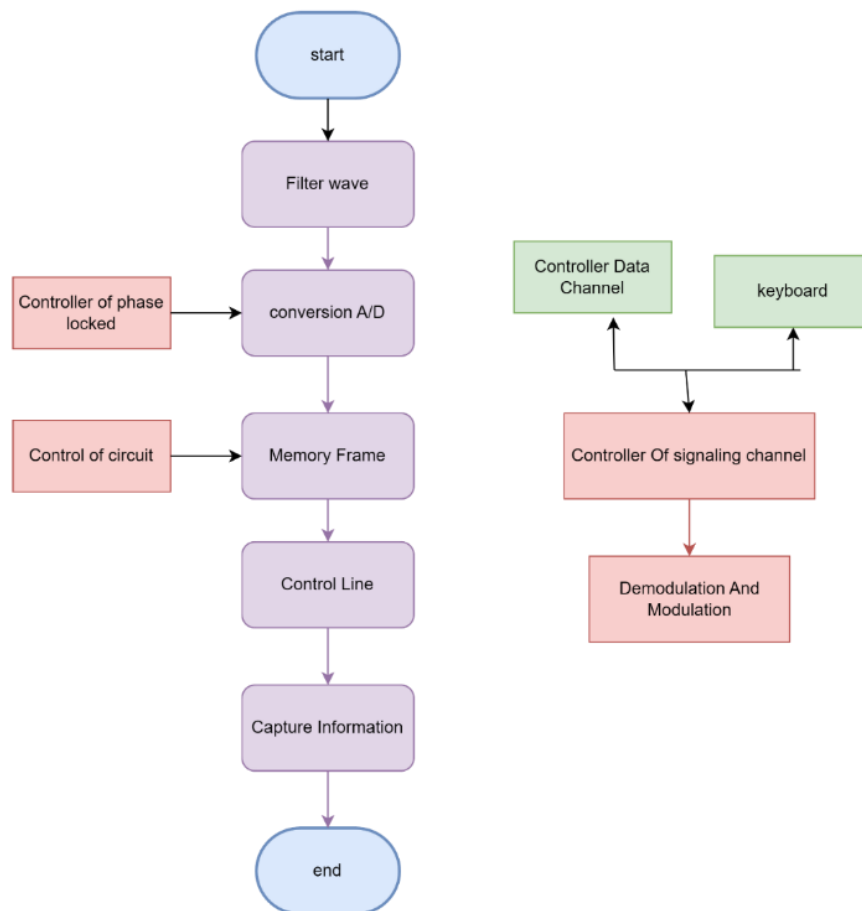 start
Filter wave
Controller of phase
locked
conversion A/D
Control of circuit
Memory Frame
Control Line
Capture Information
end
Controller Data
Channel
keyboard
Controller Of signaling channel
Demodulation And
Modulation